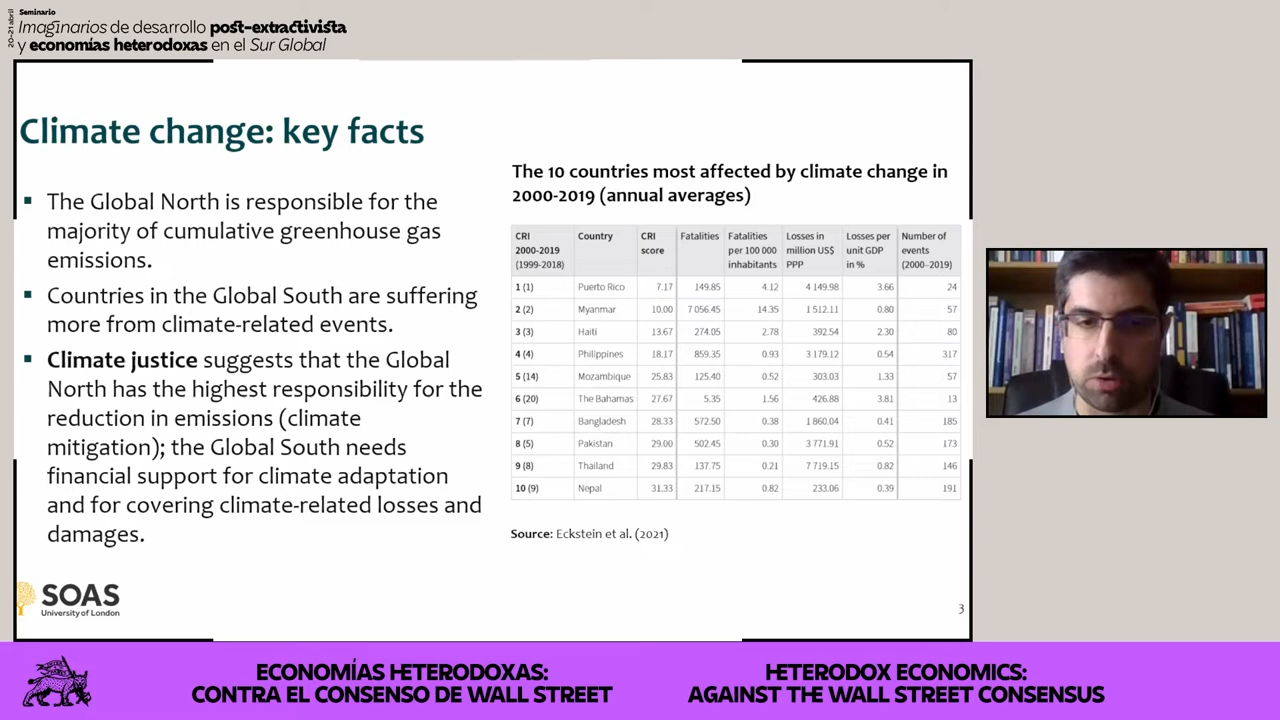 20-21 abril
Seminario
Imaginarios de desarrollo post-extractivista
y economías heterodoxas en el Sur Global
Climate change: key facts
▪ The Global North is responsible for the
majority of cumulative greenhouse gas
emissions.
▪ Countries in the Global South are suffering
more from climate-related events.
▪ Climate justice suggests that the Global
North has the highest responsibility for the
reduction in emissions (climate
mitigation); the Global South needs
financial support for climate adaptation
and for covering climate-related losses and
damages.
The 10 countries most affected by climate change in
2000-2019 (annual averages)
CRI 2000-2019 (1999-2018) Country CRI score Fatalities Fatalities per 100 000 inhabitants Losses in million US$ PPP Losses per unit GDP in % Number of events (2000–2019)
1 (1) Puerto Rico 7.17 149.85 4.12 4 149.98 3.66 24
2 (2) Myanmar 10.00 7 056.45 14.35 1 512.11 0.80 57
3 (3) Haiti 13.67 274.05 2.78 392.54 2.30 80
4 (4) Philippines 18.17 859.35 0.93 3 179.12 0.54 317
5 (14) Mozambique 25.83 125.40 0.52 303.03 1.33 57
6 (20) The Bahamas 27.67 5.35 1.56 426.88 3.81 13
7 (7) Bangladesh 28.33 572.50 0.38 1 860.04 0.41 185
8 (5) Pakistan 29.00 502.45 0.30 3 771.91 0.52 173
9 (8) Thailand 29.83 137.75 0.21 7 719.15 0.82 146
10 (9) Nepal 31.33 217.15 0.82 233.06 0.39 191
Source: Eckstein et al. (2021)
SOAS
University of London
3
ECONOMÍAS HETERODOXAS:
CONTRA EL CONSENSO DE WALL STREET
HETERODOX ECONOMICS:
AGAINST THE WALL STREET CONSENSUS